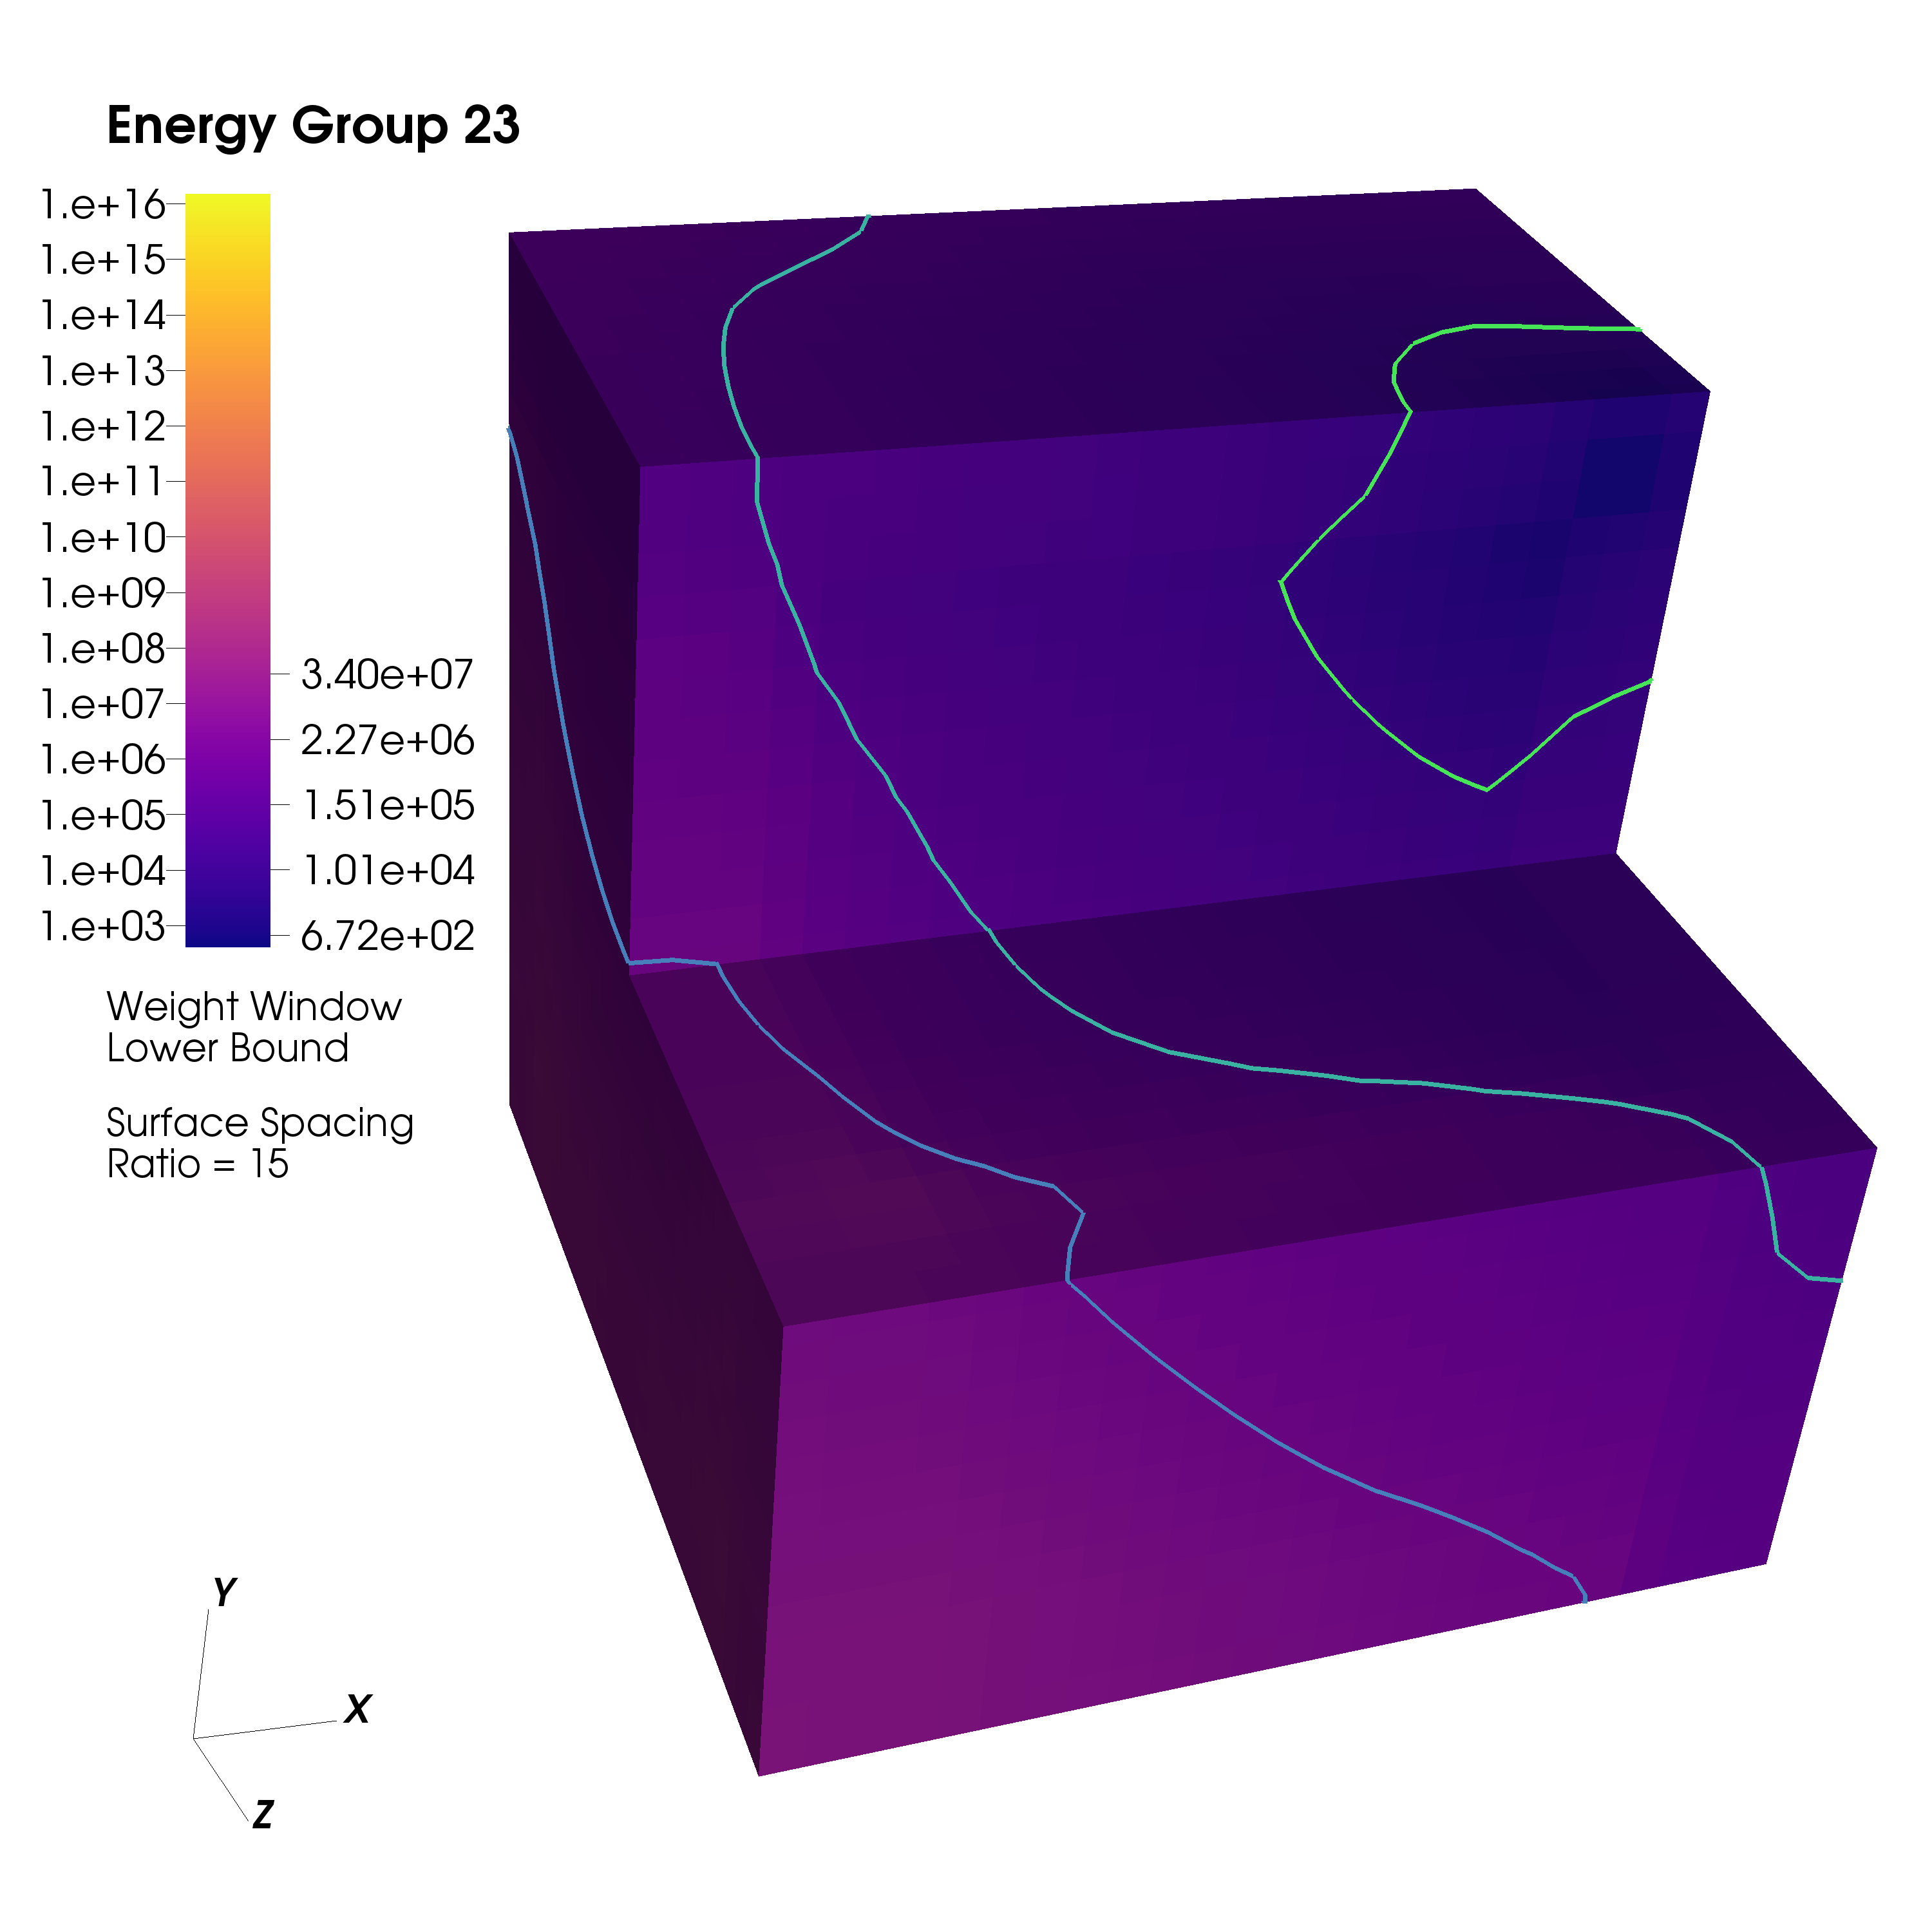 Energy Group 23
1.e+16
1.e+15
1.e+14
1.e+13
1.e+12
1.e+11
1.e+10
1.e+09
1.e+08
1.e+07
1.e+06
1.e+05
1.e+04
1.e+03
3.40e+07
2.27e+06
1.51e+05
1.01e+04
6.72e+02
Weight Window
Lower Bound
Surface Spacing
Ratio = 15
Y
X
Z